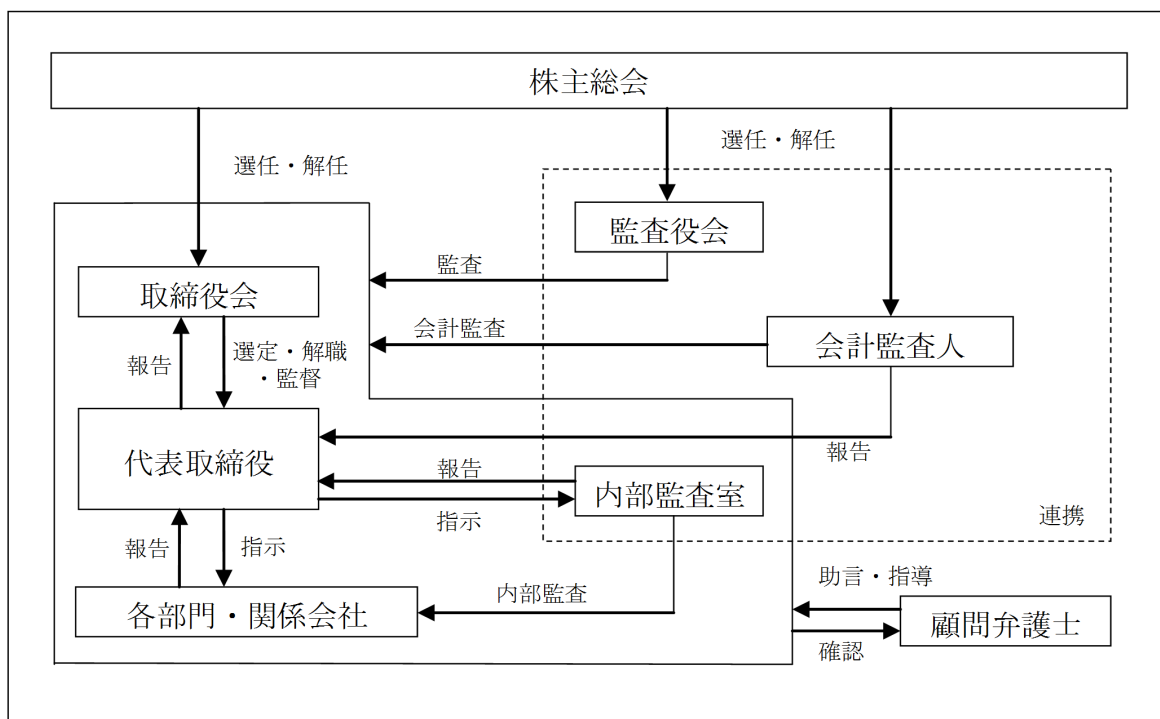 株主総会
選任・解任
選任・解任
監査役会
監査
取締役会
会計監査
会計監査人
報告
選定・解職
・監督
代表取締役
報告
報告
内部監査室
指示
連携
報告
指示
内部監査
助言・指導
各部門・関係会社
顧問弁護士
確認